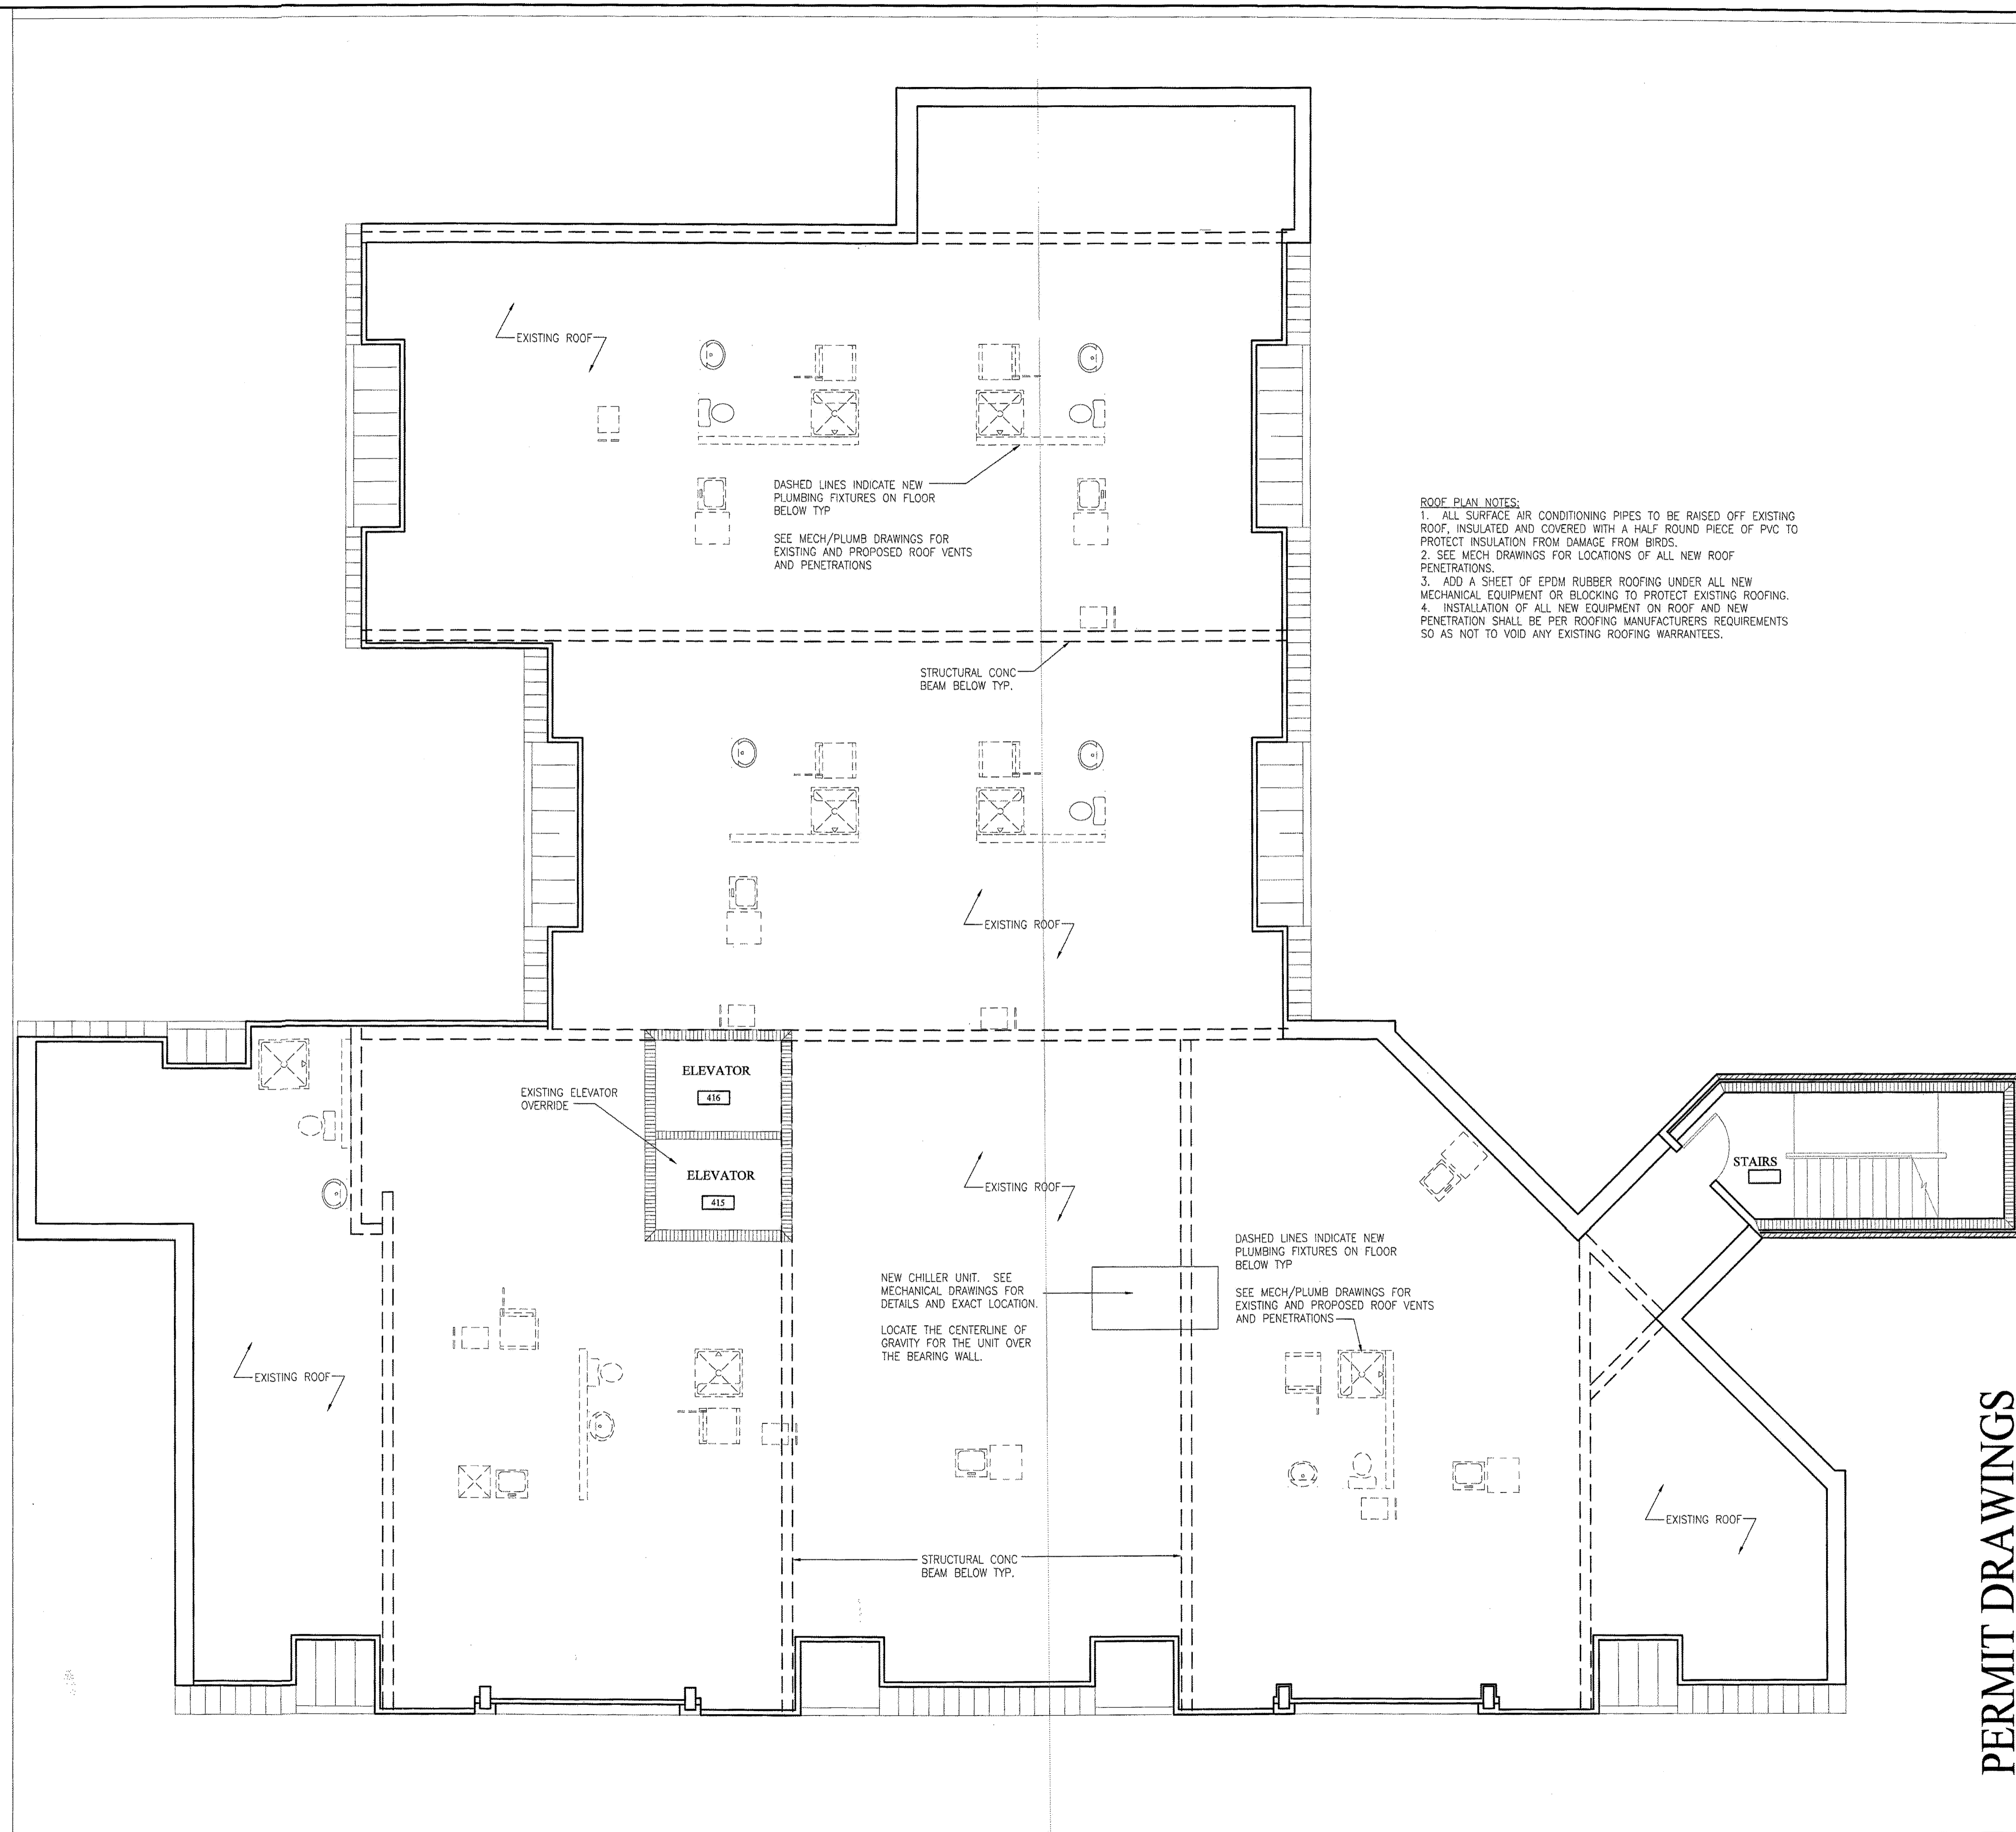 EXISTING ROOF
DASHED LINES INDICATE NEW
PLUMBING FIXTURES ON FLOOR
BELOW TYP
SEE MECH/PLUMB DRAWINGS FOR
EXISTING AND PROPOSED ROOF VENTS
AND PENETRATIONS
ROOF PLAN NOTES:
1. ALL SURFACE AIR CONDITIONING PIPES TO BE RAISED OFF EXISTING
ROOF, INSULATED AND COVERED WITH A HALF ROUND PIECE OF PVC TO
PROTECT INSULATION FROM DAMAGE FROM BIRDS.
2. SEE MECH DRAWINGS FOR LOCATIONS OF ALL NEW ROOF
PENETRATIONS.
3. ADD A SHEET OF EPDM RUBBER ROOFING UNDER ALL NEW
MECHANICAL EQUIPMENT OR BLOCKING TO PROTECT EXISTING ROOFING.
4. INSTALLATION OF ALL NEW EQUIPMENT ON ROOF AND NEW
PENETRATION SHALL BE PER ROOFING MANUFACTURERS REQUIREMENTS
SO AS NOT TO VOID ANY EXISTING ROOFING WARRANTEES.
STRUCTURAL CONC
BEAM BELOW TYP.
EXISTING ROOF
ELEVATOR
416
EXISTING ELEVATOR
OVERRIDE
ELEVATOR
415
STAIRS
EXISTING ROOF
NEW CHILLER UNIT. SEE
MECHANICAL DRAWINGS FOR
DETAILS AND EXACT LOCATION.
LOCATE THE CENTERLINE OF
GRAVITY FOR THE UNIT OVER
THE BEARING WALL.
DASHED LINES INDICATE NEW
PLUMBING FIXTURES ON FLOOR
BELOW TYP
SEE MECH/PLUMB DRAWINGS FOR
EXISTING AND PROPOSED ROOF VENTS
AND PENETRATIONS
EXISTING ROOF
EXISTING ROOF
STRUCTURAL CONC
BEAM BELOW TYP.
PERMIT DRAWINGS